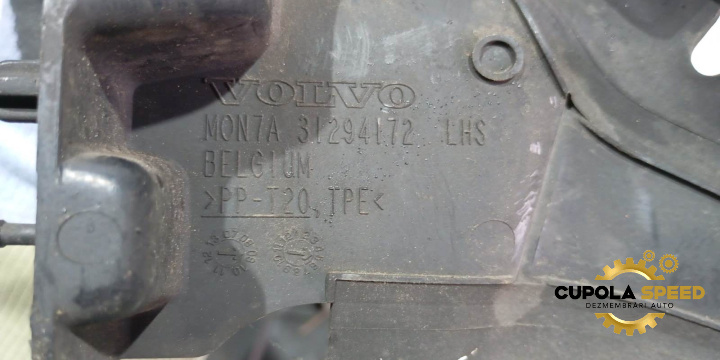 VOLVO
MON7A 31294172 LHS
BELGIUM
>PP-T20, TPE<
CUPOLA SPEED
DEZMEMBRARI AUTO